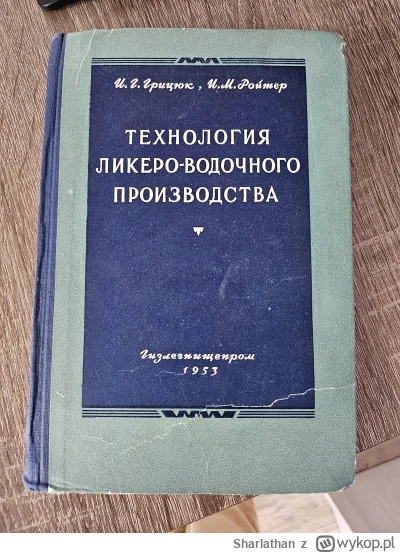 И. Г. Грицюк, И. М. Ройтер
ТЕХНОЛОГИЯ
ЛИКЕРО-ВОДОЧНОГО
ПРОИЗВОДСТВА
Гизлегпищепром
1953
Sharlathan z wykop.pl